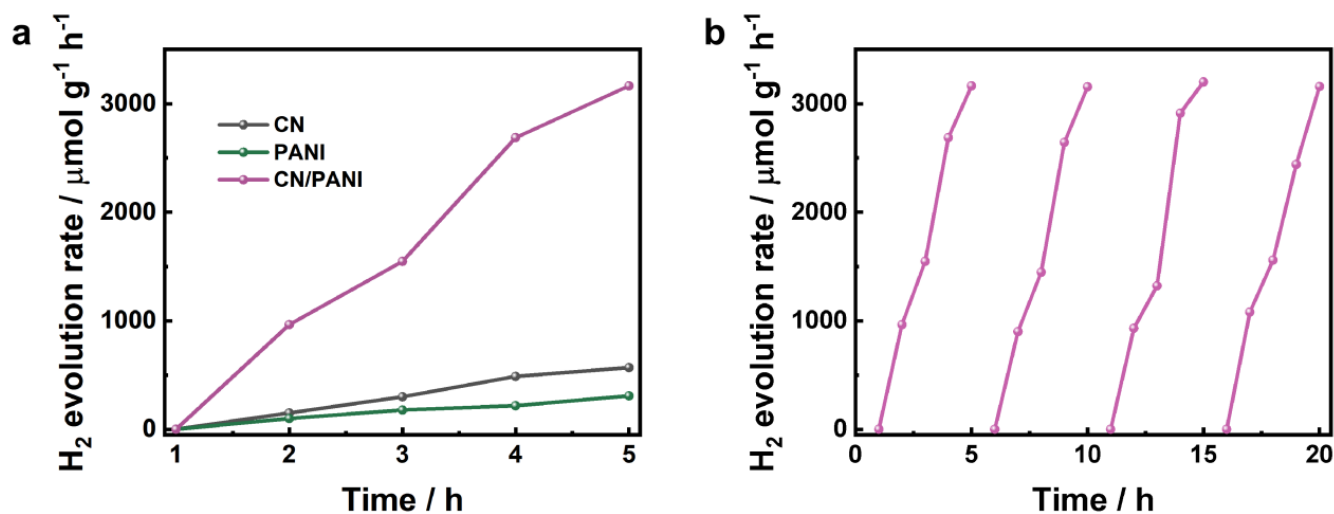 a
H₂ evolution rate / μmol g⁻¹ h⁻¹
3000
2000
1000
0
CN
PANI
CN/PANI
1 2 3 4 5
Time / h
b
H₂ evolution rate / μmol g⁻¹ h⁻¹
3000
2000
1000
0
0 5 10 15 20
Time / h